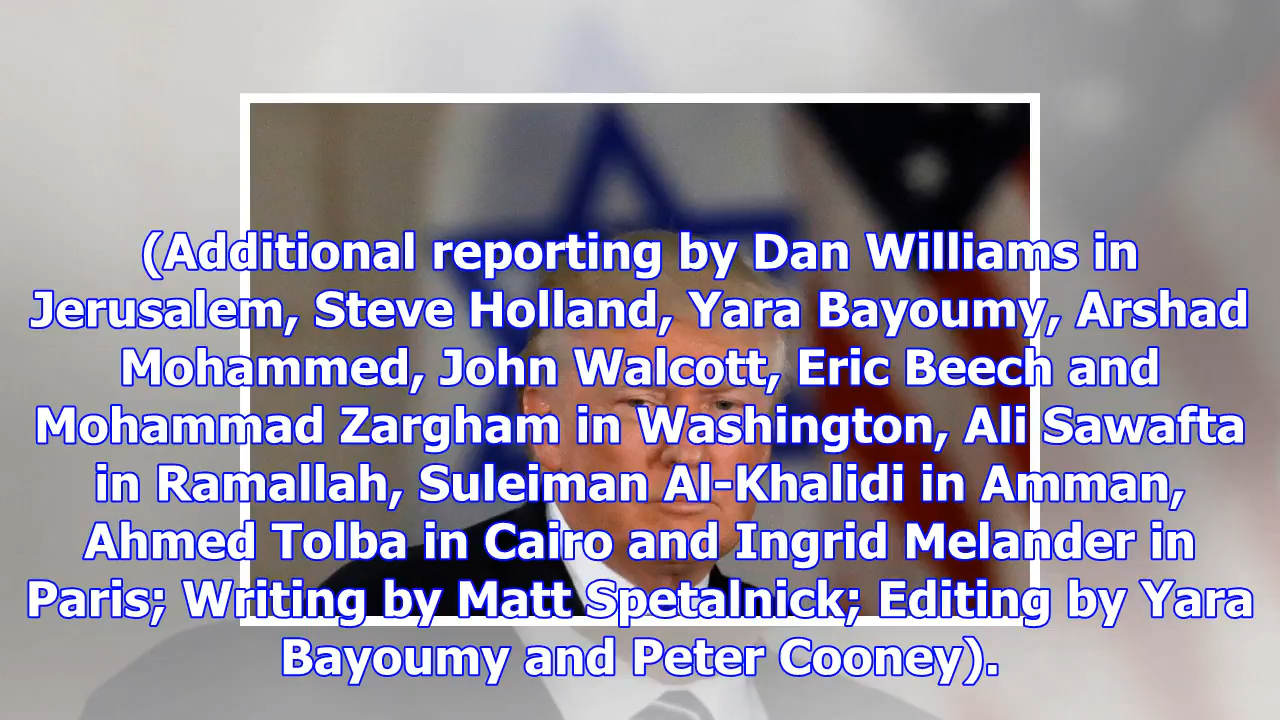 (Additional reporting by Dan Williams in
Jerusalem, Steve Holland, Yara Bayoumy, Arshad
Mohammed, John Walcott, Eric Beech and
Mohammad Zargham in Washington, Ali Sawafta
in Ramallah, Suleiman Al-Khalidi in Amman,
Ahmed Tolba in Cairo and Ingrid Melander in
Paris; Writing by Matt Spetalnick; Editing by Yara
Bayoumy and Peter Cooney).